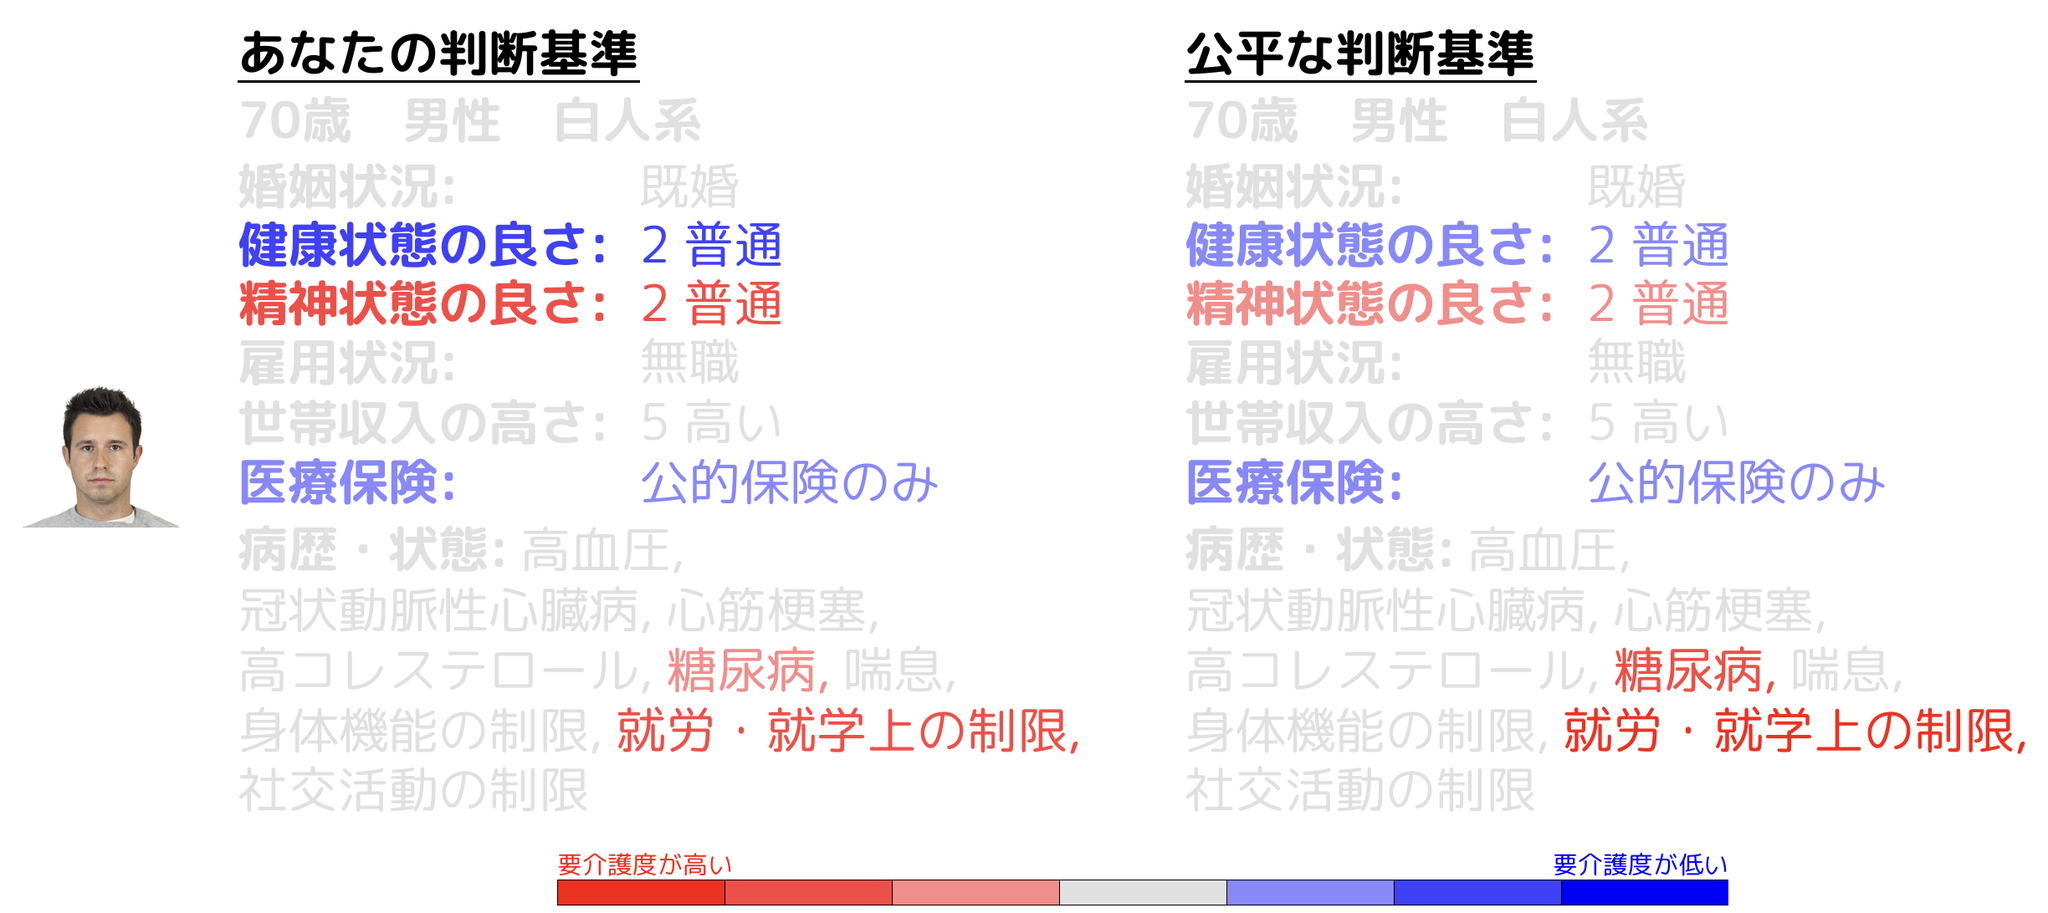 あなたの判断基準
70歳 男性 白人系
婚姻状況: 既婚
健康状態の良さ: 2 普通
精神状態の良さ: 2 普通
雇用状況: 無職
世帯収入の高さ: 5 高い
医療保険: 公的保険のみ
病歴・状態: 高血圧,
冠状動脈性心臓病, 心筋梗塞,
高コレステロール, 糖尿病, 喘息,
身体機能の制限, 就労・就学上の制限,
社交活動の制限
公平な判断基準
70歳 男性 白人系
婚姻状況: 既婚
健康状態の良さ: 2 普通
精神状態の良さ: 2 普通
雇用状況: 無職
世帯収入の高さ: 5 高い
医療保険: 公的保険のみ
病歴・状態: 高血圧,
冠状動脈性心臓病, 心筋梗塞,
高コレステロール, 糖尿病, 喘息,
身体機能の制限, 就労・就学上の制限,
社交活動の制限
要介護度が高い 要介護度が低い